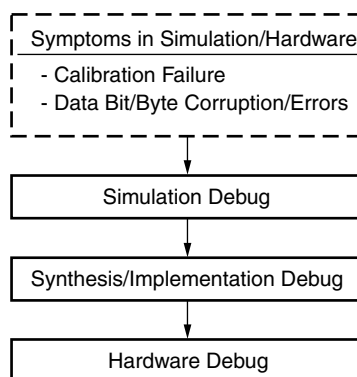 Symptoms in Simulation/Hardware
- Calibration Failure
- Data Bit/Byte Corruption/Errors
Simulation Debug
Synthesis/Implementation Debug
Hardware Debug